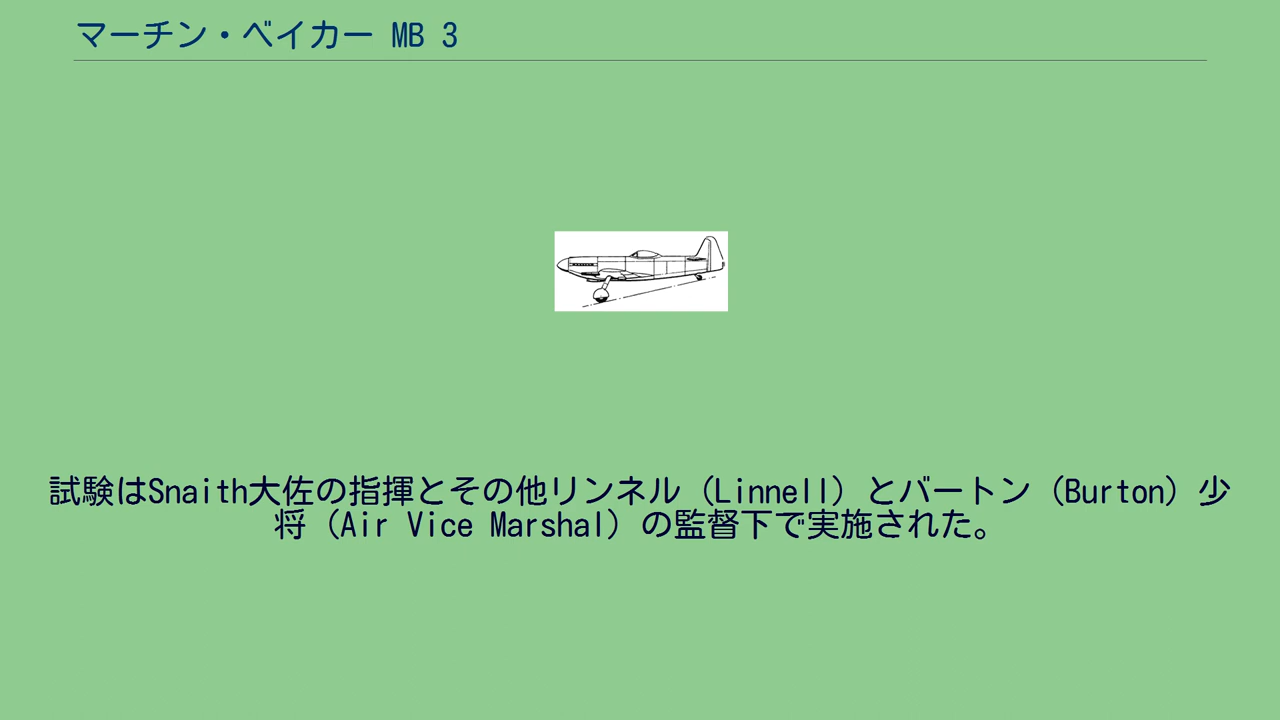 マーチン・ベイカー MB 3
試験はSnaith大佐の指揮とその他リンネル（Linnell）とバートン（Burton）少
将（Air Vice Marshal）の監督下で実施された。